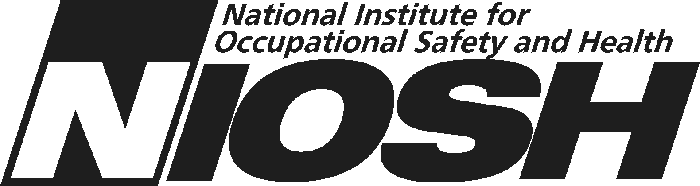 National Institute for
Occupational Safety and Health
NIOSH